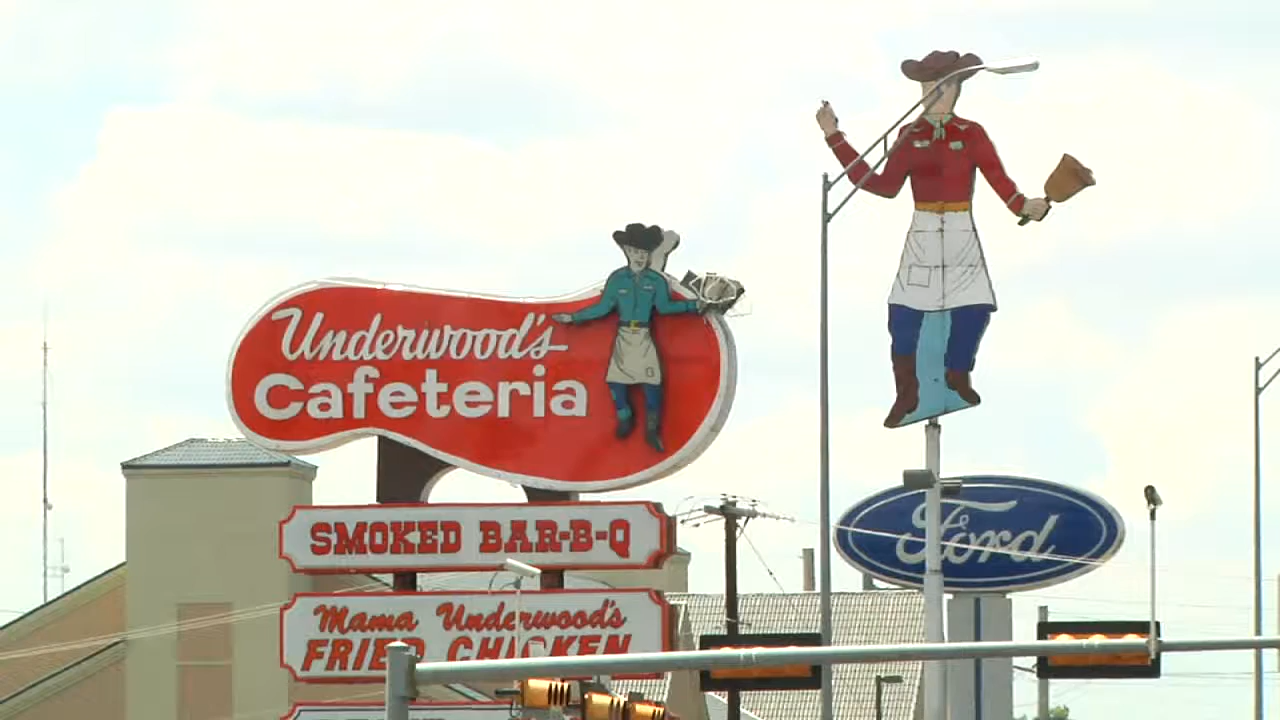 Underwood's
Cafeteria
SMOKED BAR-B-Q
Mama Underwood's
FRIED CHICKEN
Ford